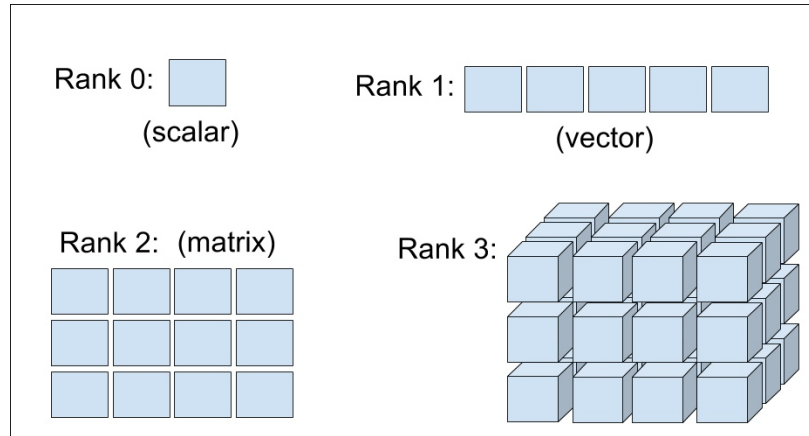 Rank 0:
(scalar)
Rank 1:
(vector)
Rank 2: (matrix)
Rank 3: